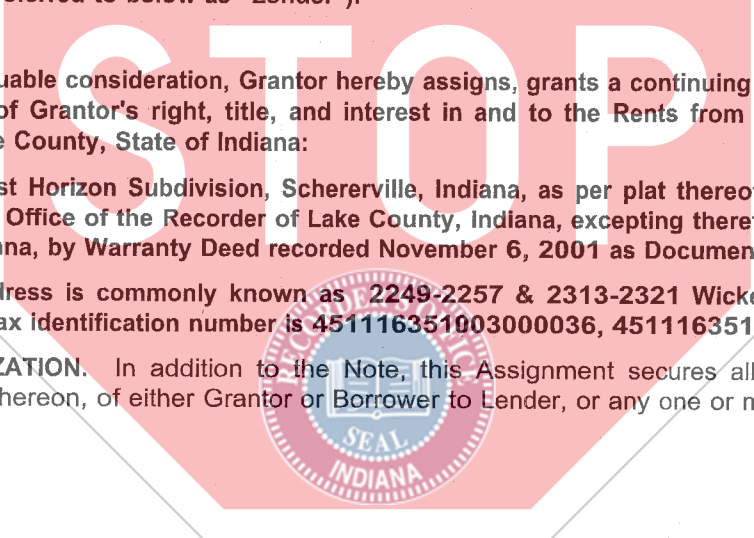 STOP
ferred to below as "Lender").
uable consideration, Grantor hereby assigns, grants a continuing
of Grantor's right, title, and interest in and to the Rents from
County, State of Indiana:
st Horizon Subdivision, Schererville, Indiana, as per plat thereo
Office of the Recorder of Lake County, Indiana, excepting there
nna, by Warranty Deed recorded November 6, 2001 as Documen
dress is commonly known as 2249-2257 & 2313-2321 Wicke
ax identification number is 451116351003000036, 451116351
ZATION. In addition to the Note, this Assignment secures all
hereon, of either Grantor or Borrower to Lender, or any one or m
SEAL
INDIANA